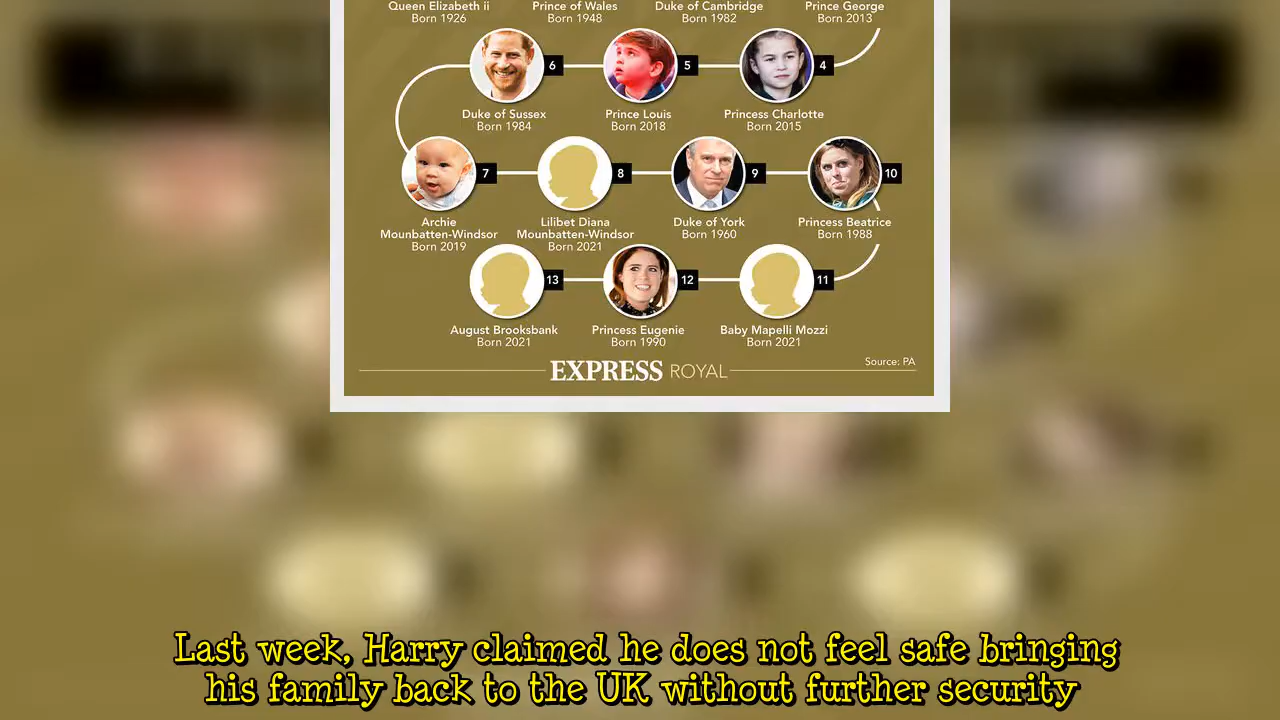 Queen Elizabeth ii Prince of Wales Duke of Cambridge Prince George
Born 1926 Born 1948 Born 1982 Born 2013
6 5 4
Duke of Sussex Prince Louis Princess Charlotte
Born 1984 Born 2018 Born 2015
7 8 9 10
Archie Lilibet Diana Duke of York Princess Beatrice
Mounbatten-Windsor Mounbatten-Windsor Born 1960 Born 1988
Born 2019 Born 2021
13 12 11
August Brooksbank Princess Eugenie Baby Mapelli Mozzi
Born 2021 Born 1990 Born 2021
Source: PA
EXPRESS ROYAL
Last week, Harry claimed he does not feel safe bringing
his family back to the UK without further security